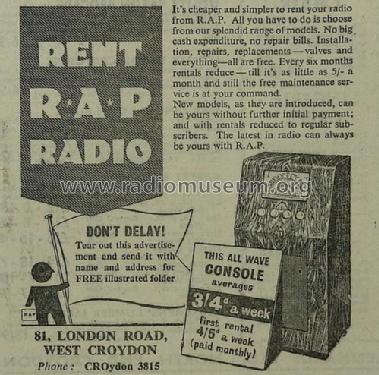 RENT
R·A·P
RADIO
It's cheaper and simpler to rent your radio
from R.A.P. All you have to do is choose
from our splendid range of models. No big
cash expenditure, no repair bills. Installa-
tion, repairs, replacements—valves and
everything—all are free. Every six months
rentals reduce—till it's as little as 5/- a
month and still the free maintenance ser-
vice is at your command.
New models, as they are introduced, can
be yours without further initial payment;
and with rentals reduced to regular sub-
scribers. The latest in radio can always
be yours with R.A.P.
www.radiomuseum.org
DON'T DELAY!
Tear out this advertise-
ment and send it with
name and address for
FREE illustrated folder
THIS ALL WAVE
CONSOLE
averages
3/4d a week
first rental
4/5d a week
(paid monthly)
RAP
81, LONDON ROAD,
WEST CROYDON
Phone: CROydon 3815